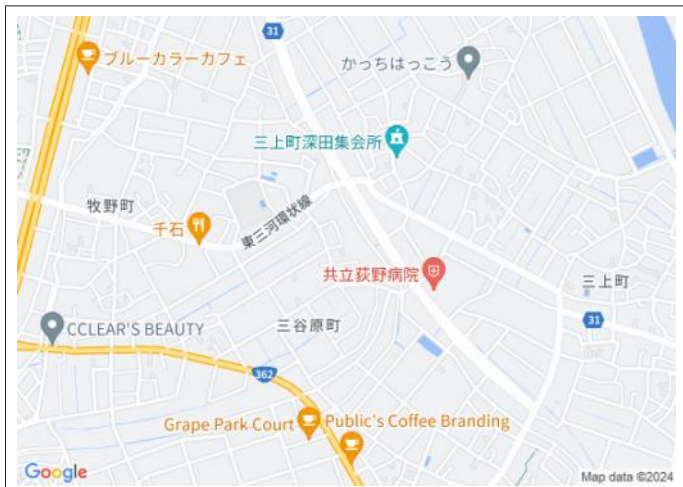 31
ブルーカラーカフェ
かっちはっこう
三上町深田集会所
牧野町
千石
東三河環状線
共立荻野病院
三上町
31
CCLEAR'S BEAUTY
三谷原町
362
Grape Park Court
Public's Coffee Branding
Google
Map data ©2024